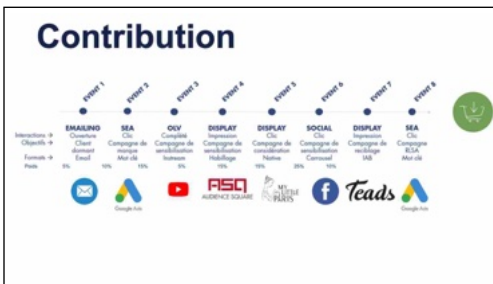 Contribution
EVENT 1 EVENT 2 EVENT 3 EVENT 4 EVENT 5 EVENT 6 EVENT 7 EVENT 8
Interactions → Objectifs → Formats → Poids
EMAILING Ouverture Client dormant Email
SEA Clic Campagne de marque Mot clé
OLV Complété Campagne de sensibilisation Instream
DISPLAY Impression Campagne de sensibilisation Habillage
DISPLAY Clic Campagne de considération Native
SOCIAL Clic Campagne de sensibilisation Carrousel
DISPLAY Impression Campagne de reciblage IAB
SEA Clic Campagne RLSA Mot clé
5% 10% 15% 5% 15% 15% 25% 10%
Google Ads
ASQ
AUDIENCE SQUARE
MY LITTLE PARIS
Teads
Google Ads